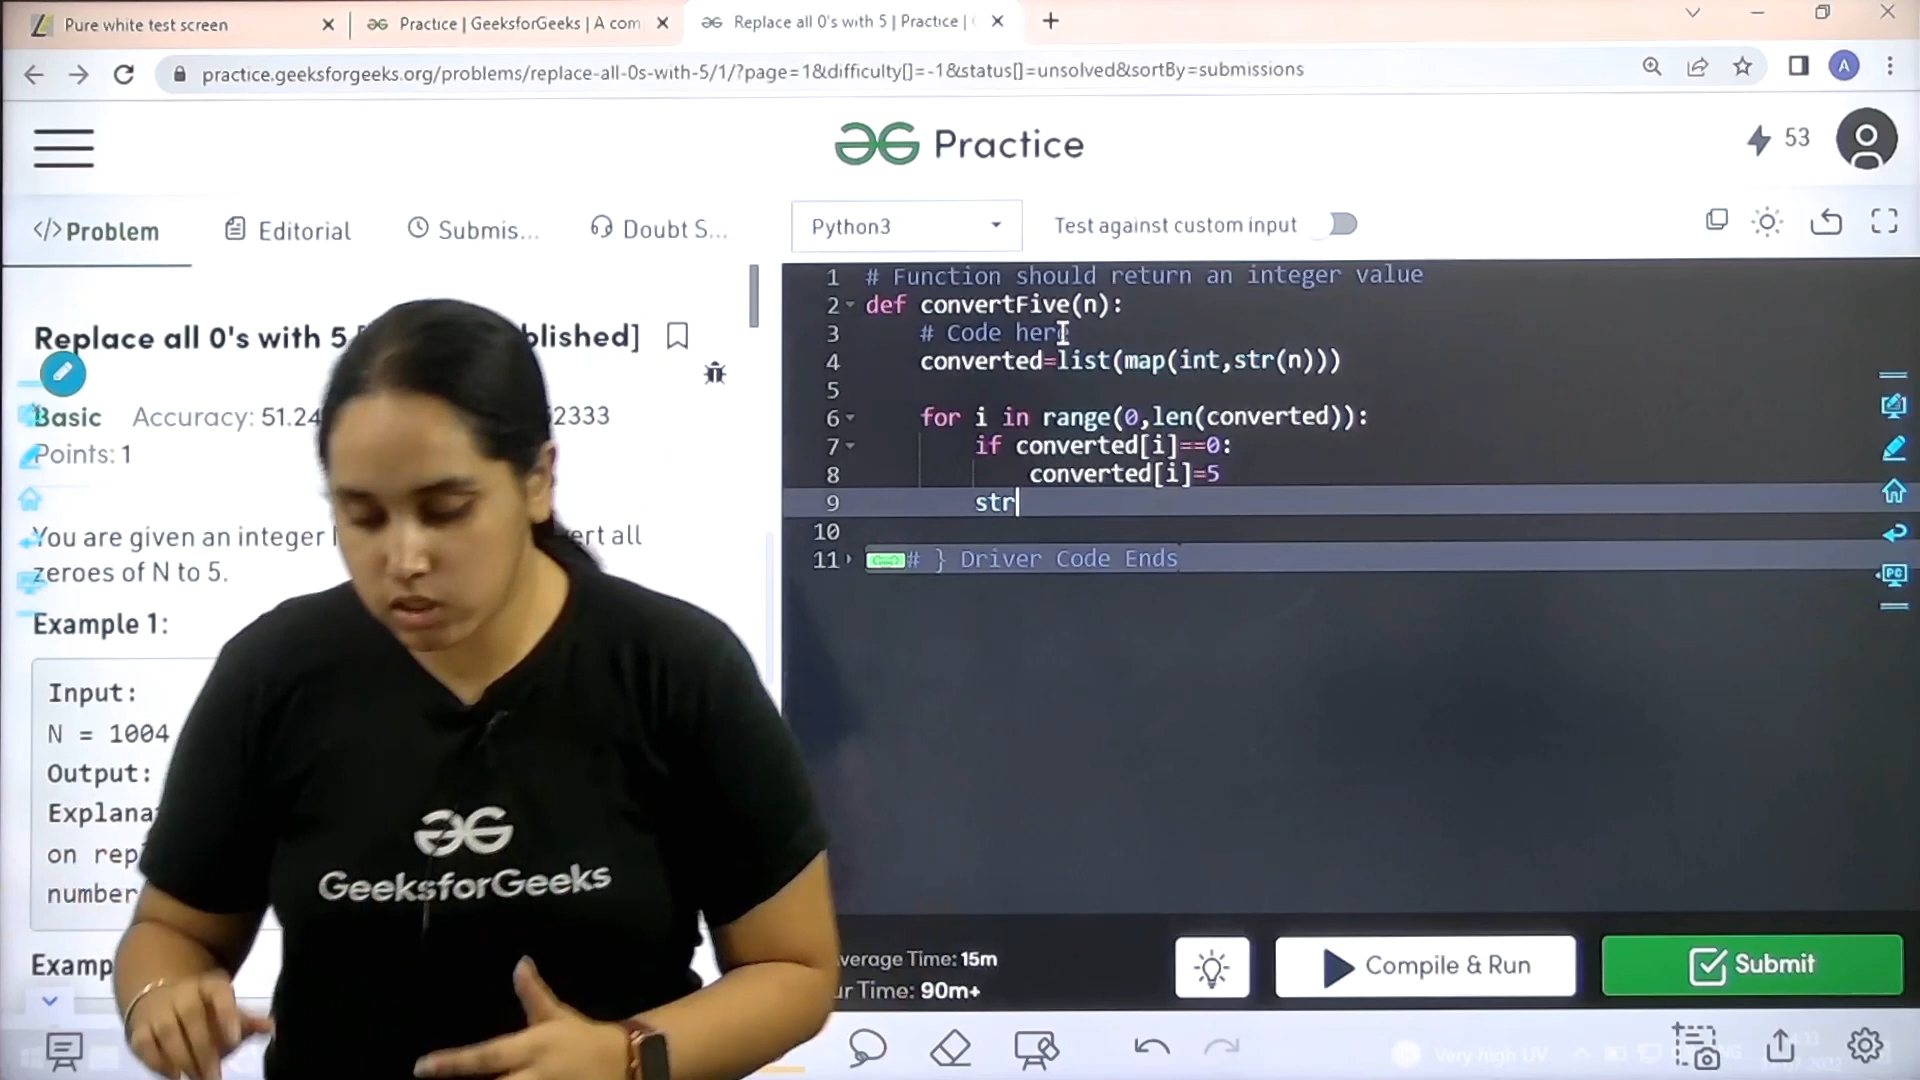 Pure white test screen
Practice | GeeksforGeeks | A com
Replace all 0's with 5 | Practice |
practice.geeksforgeeks.org/problems/replace-all-0s-with-5/1/?page=1&difficulty[]=-1&status[]=unsolved&sortBy=submissions
A
Practice
53
</> Problem
Editorial
Submis...
Doubt S...
Python3
Test against custom input
Replace all 0's with 5
blished]
Basic
Accuracy: 51.24
2333
Points: 1
You are given an integer
ert all
zeroes of N to 5.
Example 1:
Input:
N = 1004
Output:
Explana
on rep
number
Examp
1 # Function should return an integer value
2 def convertFive(n):
3 # Code here
4 converted=list(map(int,str(n)))
5
6 for i in range(0,len(converted)):
7 if converted[i]==0:
8 converted[i]=5
9 str
10
11 # } Driver Code Ends
PC
GeeksforGeeks
verage Time: 15m
r Time: 90m+
Compile & Run
Submit
Very high UV